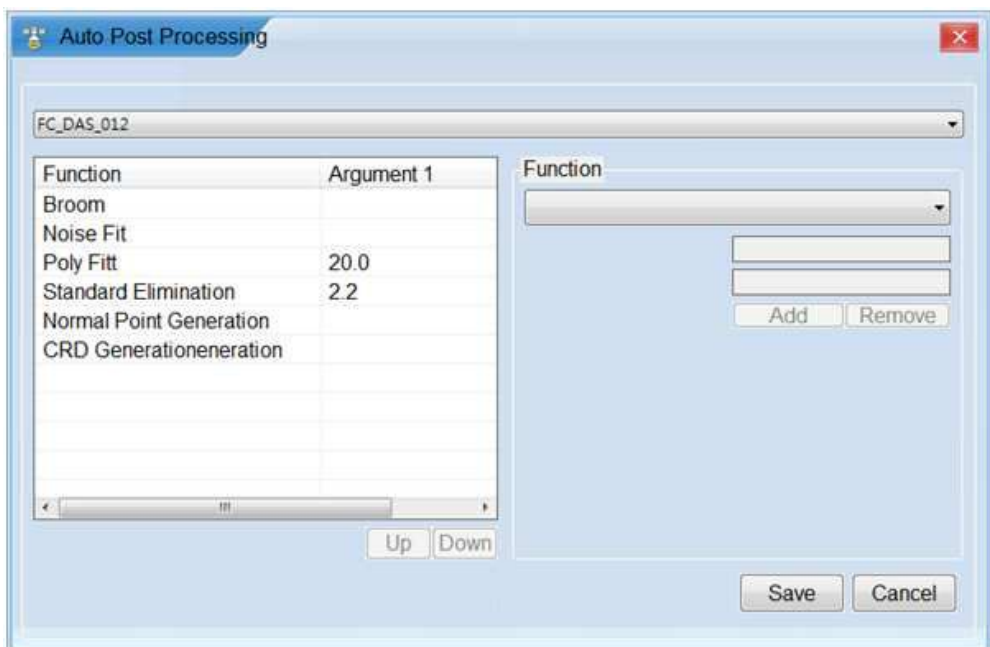 Auto Post Processing
FC_DAS_012
Function Argument 1
Broom
Noise Fit
Poly Fitt 20.0
Standard Elimination 2.2
Normal Point Generation
CRD Generationeneration
Up Down
Function
Add Remove
Save Cancel